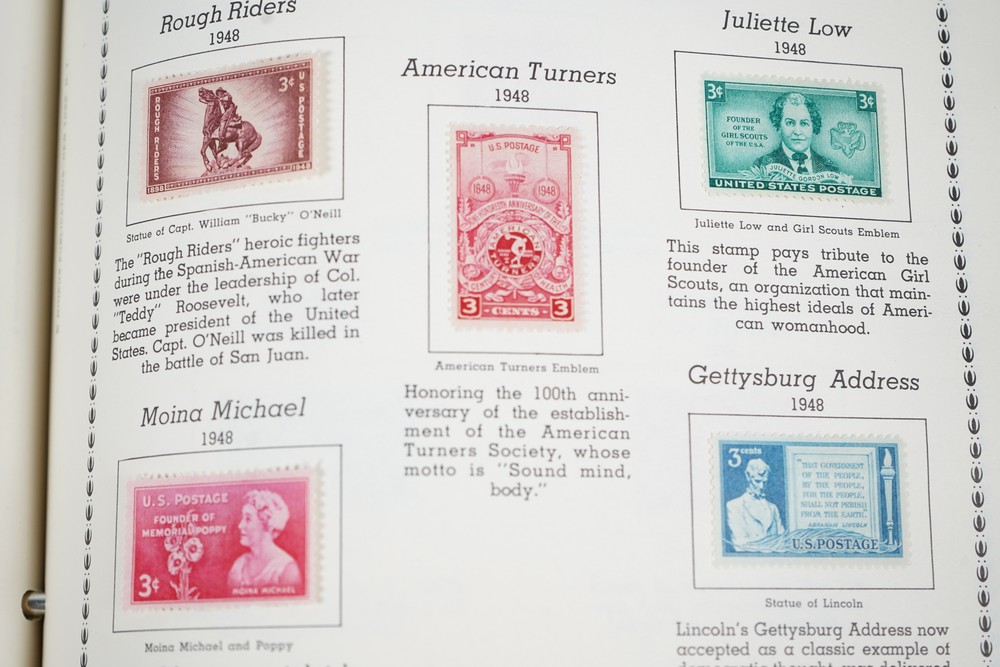 Rough Riders
1948
3¢
U S POSTAGE
ROUGH RIDERS
1898
1948
Statue of Capt. William "Bucky" O'Neill
The "Rough Riders" heroic fighters
during the Spanish-American War
were under the leadership of Col.
"Teddy" Roosevelt, who later
became president of the United
States. Capt. O'Neill was killed in
the battle of San Juan.
Moina Michael
1948
U.S. POSTAGE
FOUNDER OF
MEMORIAL POPPY
3¢
MOINA MICHAEL
Moina Michael and Poppy
American Turners
1948
U.S. POSTAGE
1848
1948
AMERICAN
TURNERS
3 - CENTS - 3
American Turners Emblem
Honoring the 100th anni-
versary of the establish-
ment of the American
Turners Society, whose
motto is "Sound mind,
body."
Juliette Low
1948
3¢
3¢
FOUNDER
OF THE
GIRL SCOUTS
OF THE U.S.A.
JULIETTE GORDON LOW
UNITED STATES POSTAGE
Juliette Low and Girl Scouts Emblem
This stamp pays tribute to the
founder of the American Girl
Scouts, an organization that main-
tains the highest ideals of Ameri-
can womanhood.
Gettysburg Address
1948
3 cents
"THAT GOVERNMENT
OF THE PEOPLE,
BY THE PEOPLE,
FOR THE PEOPLE,
SHALL NOT PERISH
FROM THE EARTH"
ABRAHAM LINCOLN
U.S. POSTAGE
Statue of Lincoln
Lincoln's Gettysburg Address now
accepted as a classic example of
democratic thought, was delivered